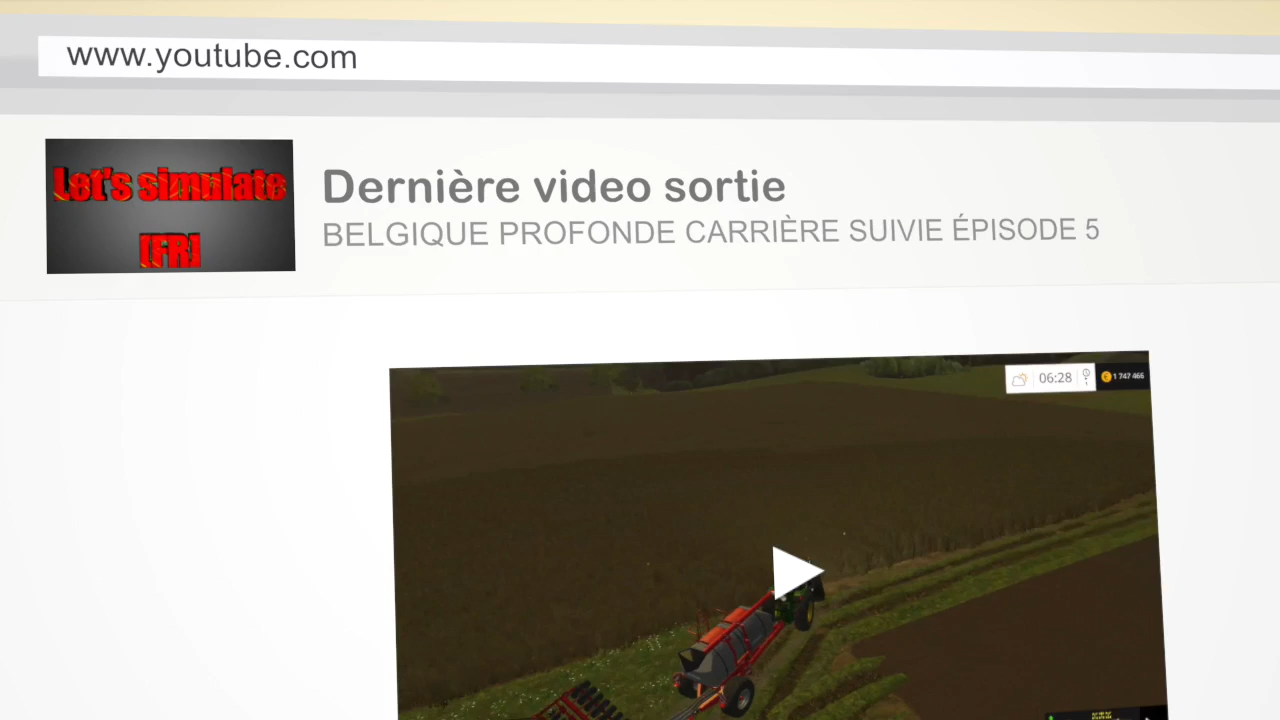 www.youtube.com
Let's simulate
[FR]
Dernière video sortie
BELGIQUE PROFONDE CARRIÈRE SUIVIE ÉPISODE 5
06:28
1 747 466